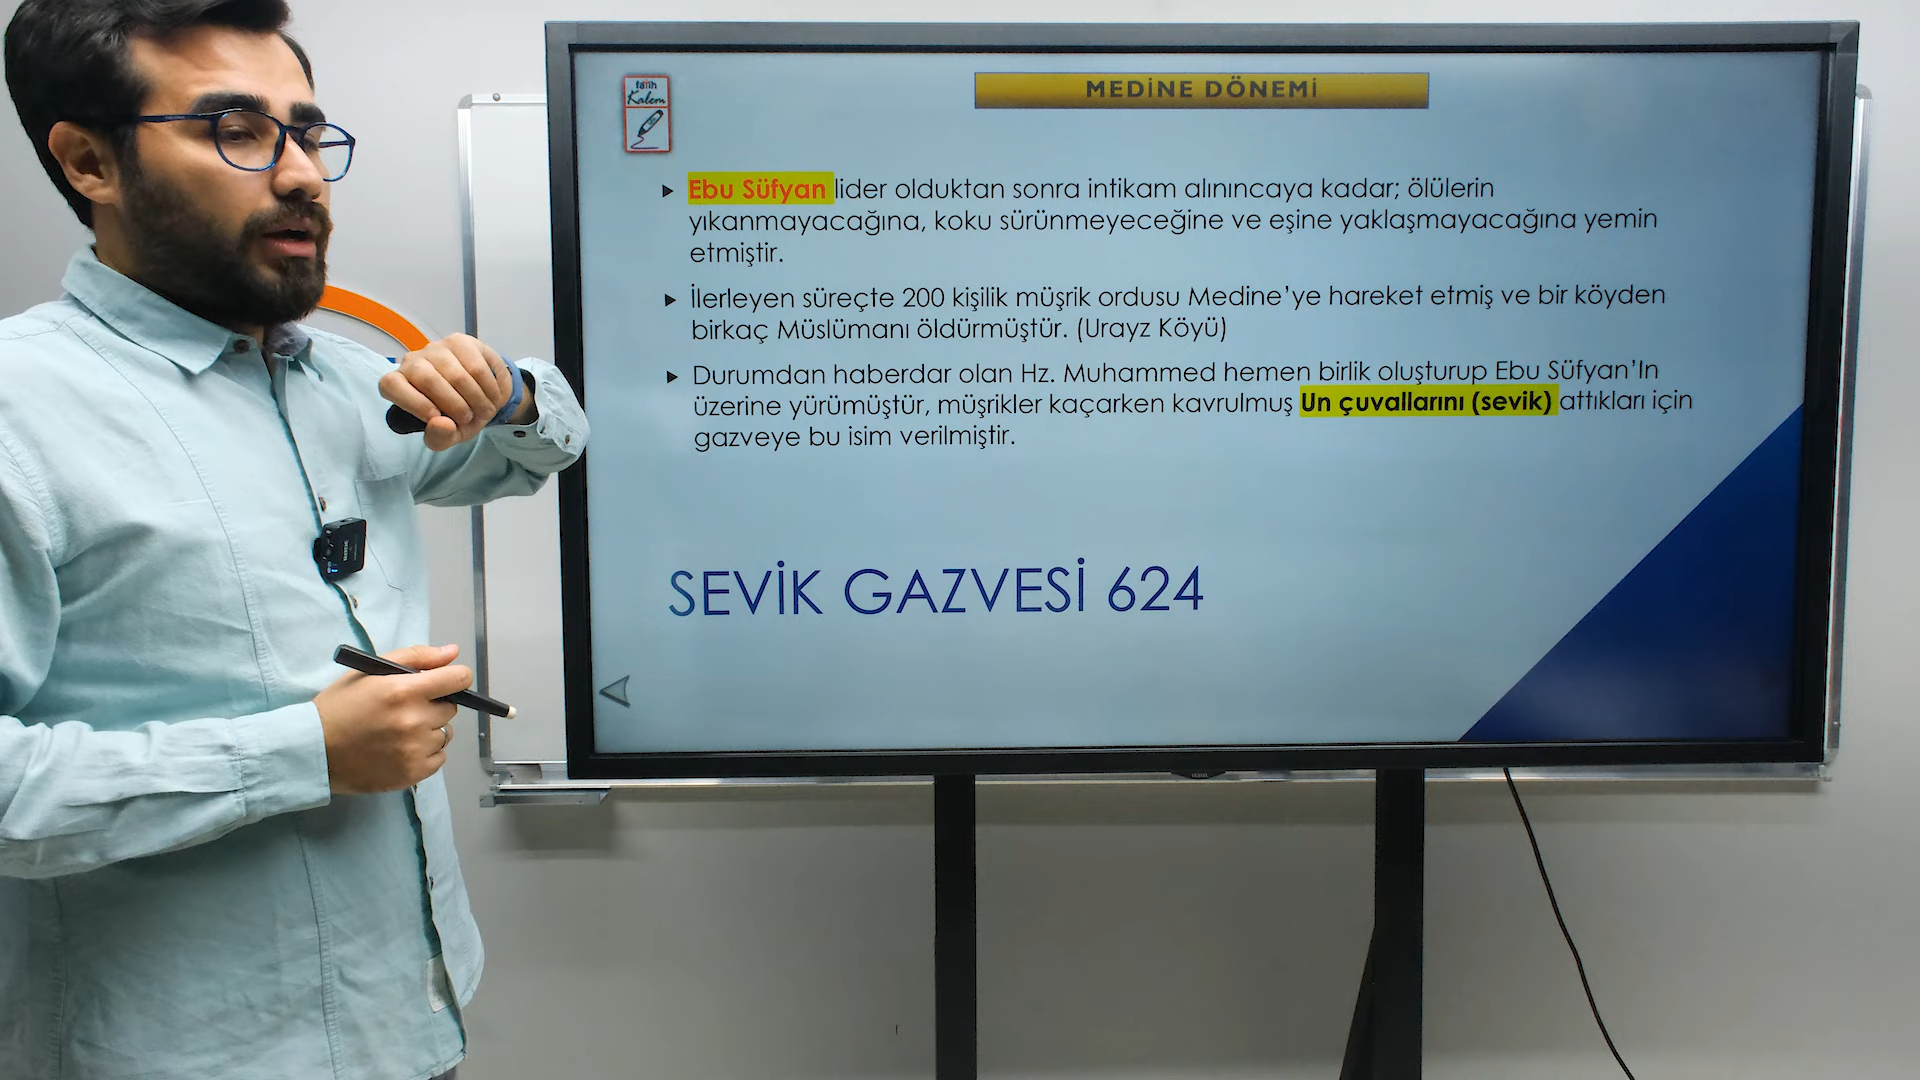 fatih
Kalem
MEDİNE DÖNEMİ
Ebu Süfyan lider olduktan sonra intikam alınıncaya kadar; ölülerin
yıkanmayacağına, koku sürünmeyeceğine ve eşine yaklaşmayacağına yemin
etmiştir.
İlerleyen süreçte 200 kişilik müşrik ordusu Medine’ye hareket etmiş ve bir köyden
birkaç Müslümanı öldürmüştür. (Urayz Köyü)
Durumdan haberdar olan Hz. Muhammed hemen birlik oluşturup Ebu Süfyan’In
üzerine yürümüştür, müşrikler kaçarken kavrulmuş Un çuvallarını (sevik) attıkları için
gazveye bu isim verilmiştir.
SEVİK GAZVESİ 624